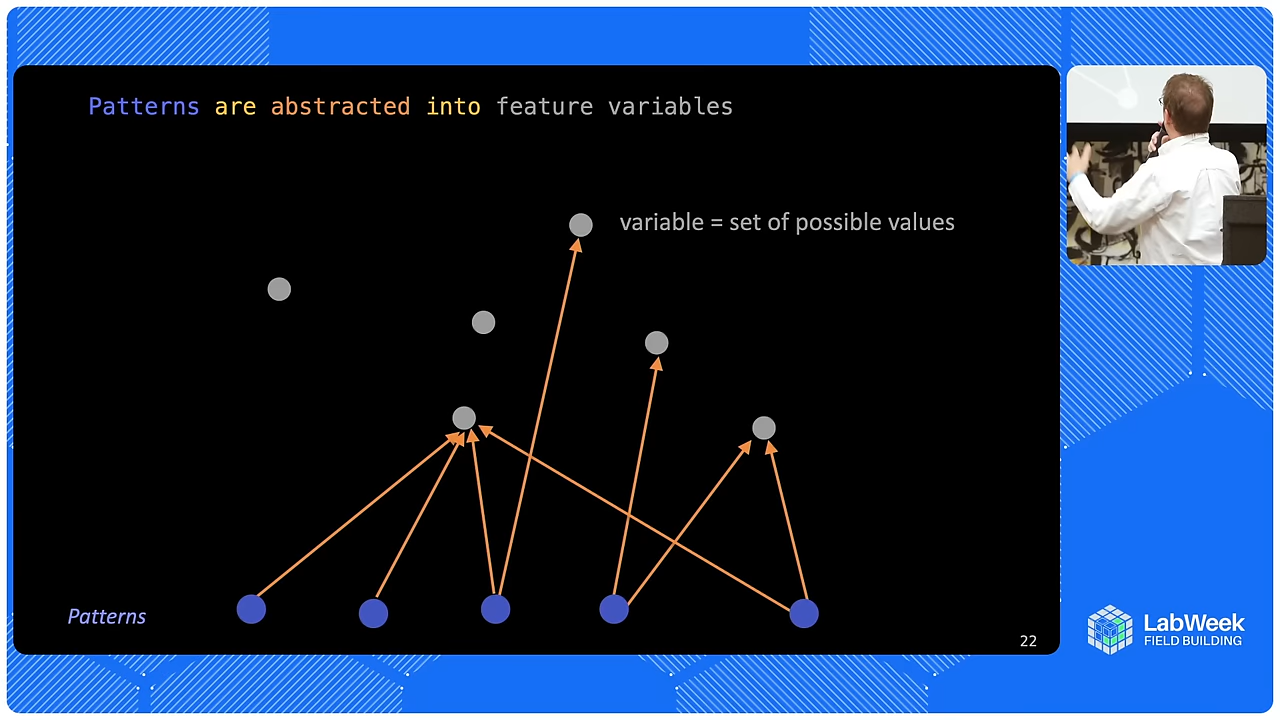 Patterns are abstracted into feature variables
variable = set of possible values
Patterns
22
LabWeek
FIELD BUILDING